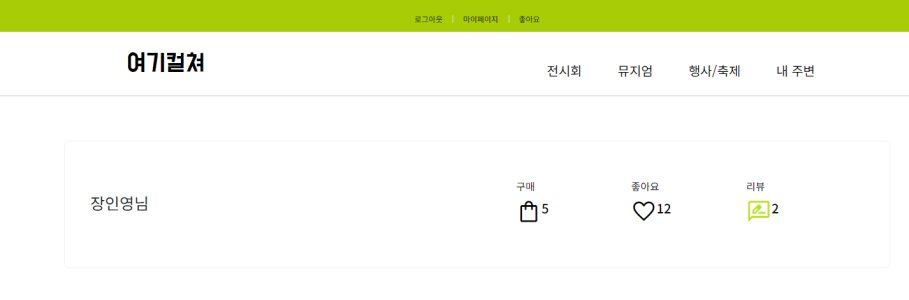 로그아웃 | 마이페이지 | 좋아요
여기컬쳐
전시회 뮤지엄 행사/축제 내 주변
장인영님
구매 좋아요 리뷰
5 12 2